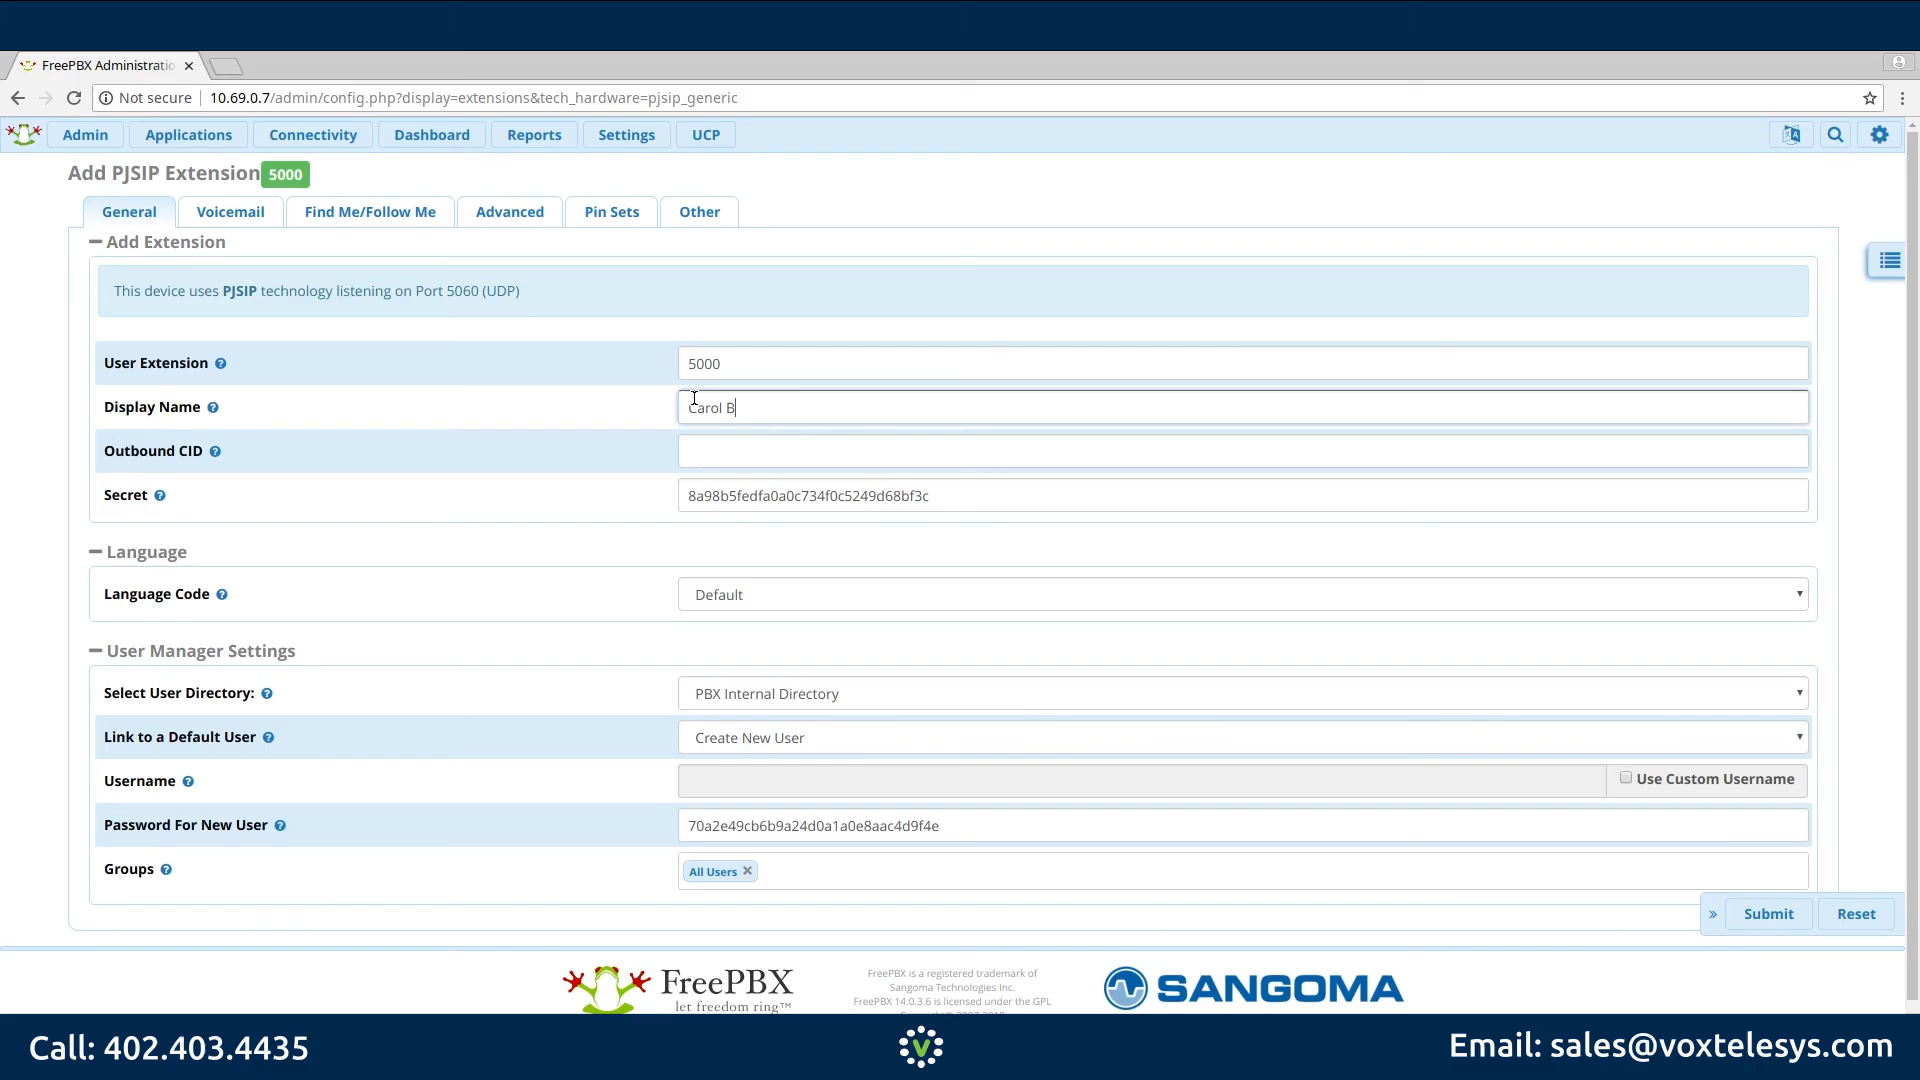 FreePBX Administratio
Not secure 10.69.0.7/admin/config.php?display=extensions&tech_hardware=pjsip_generic
Admin Applications Connectivity Dashboard Reports Settings UCP
Add PJSIP Extension 5000
General Voicemail Find Me/Follow Me Advanced Pin Sets Other
Add Extension
This device uses PJSIP technology listening on Port 5060 (UDP)
User Extension 5000
Display Name Carol B
Outbound CID
Secret 8a98b5fedfa0a0c734f0c5249d68bf3c
Language
Language Code Default
User Manager Settings
Select User Directory: PBX Internal Directory
Link to a Default User Create New User
Username Use Custom Username
Password For New User 70a2e49cb6b9a24d0a1a0e8aac4d9f4e
Groups All Users
» Submit Reset
FreePBX
let freedom ring™
FreePBX is a registered trademark of
Sangoma Technologies Inc.
FreePBX 14.0.3.6 is licensed under the GPL
SANGOMA
Call: 402.403.4435
V
Email: sales@voxtelesys.com